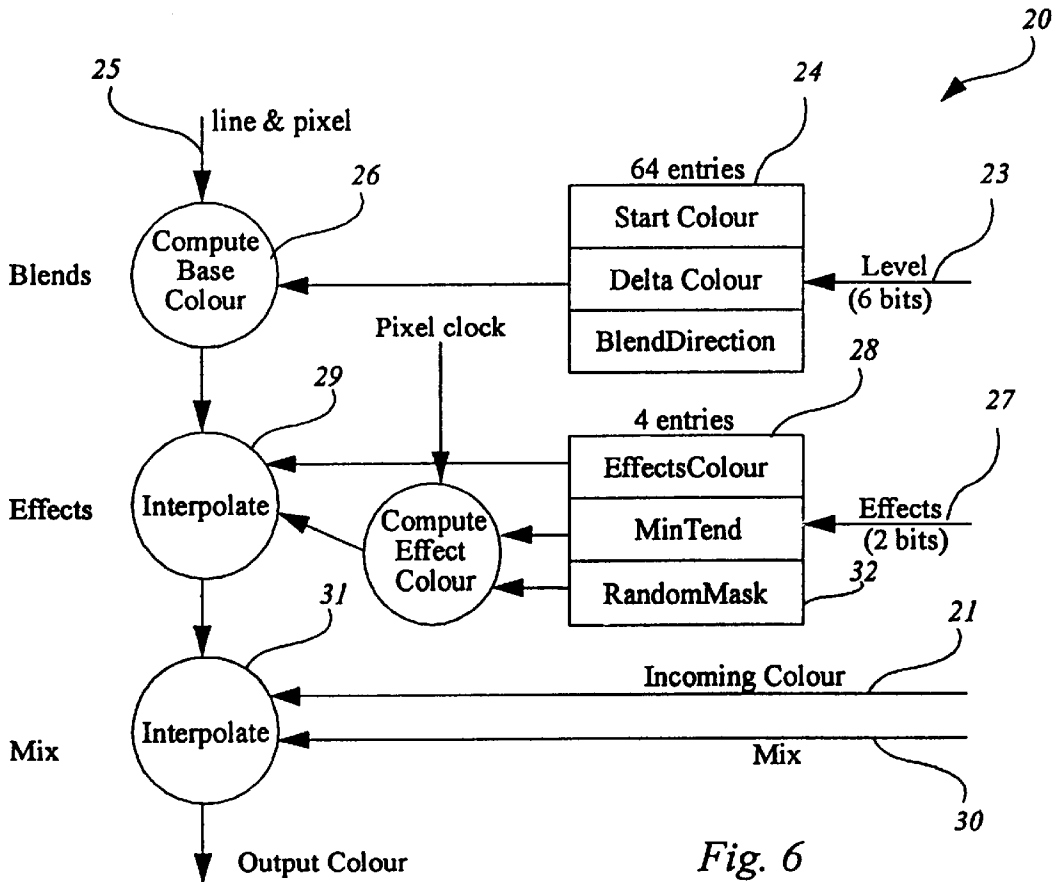 20
25
line & pixel
24
64 entries
23
26
Compute
Base
Colour
Start Colour
Blends
Delta Colour
Level
(6 bits)
Pixel clock
BlendDirection
28
29
4 entries
27
EffectsColour
Effects
Interpolate
Compute
Effect
Colour
MinTend
Effects
(2 bits)
RandomMask
32
31
21
Incoming Colour
Interpolate
Mix
Mix
30
Output Colour
Fig. 6